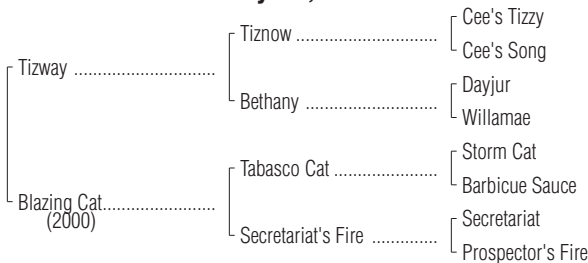 Cee's Tizzy
Tiznow
Cee's Song
Tizway
Dayjur
Bethany
Willamae
Storm Cat
Tabasco Cat
Barbicue Sauce
Blazing Cat
(2000)
Secretariat
Secretariat's Fire
Prospector's Fire